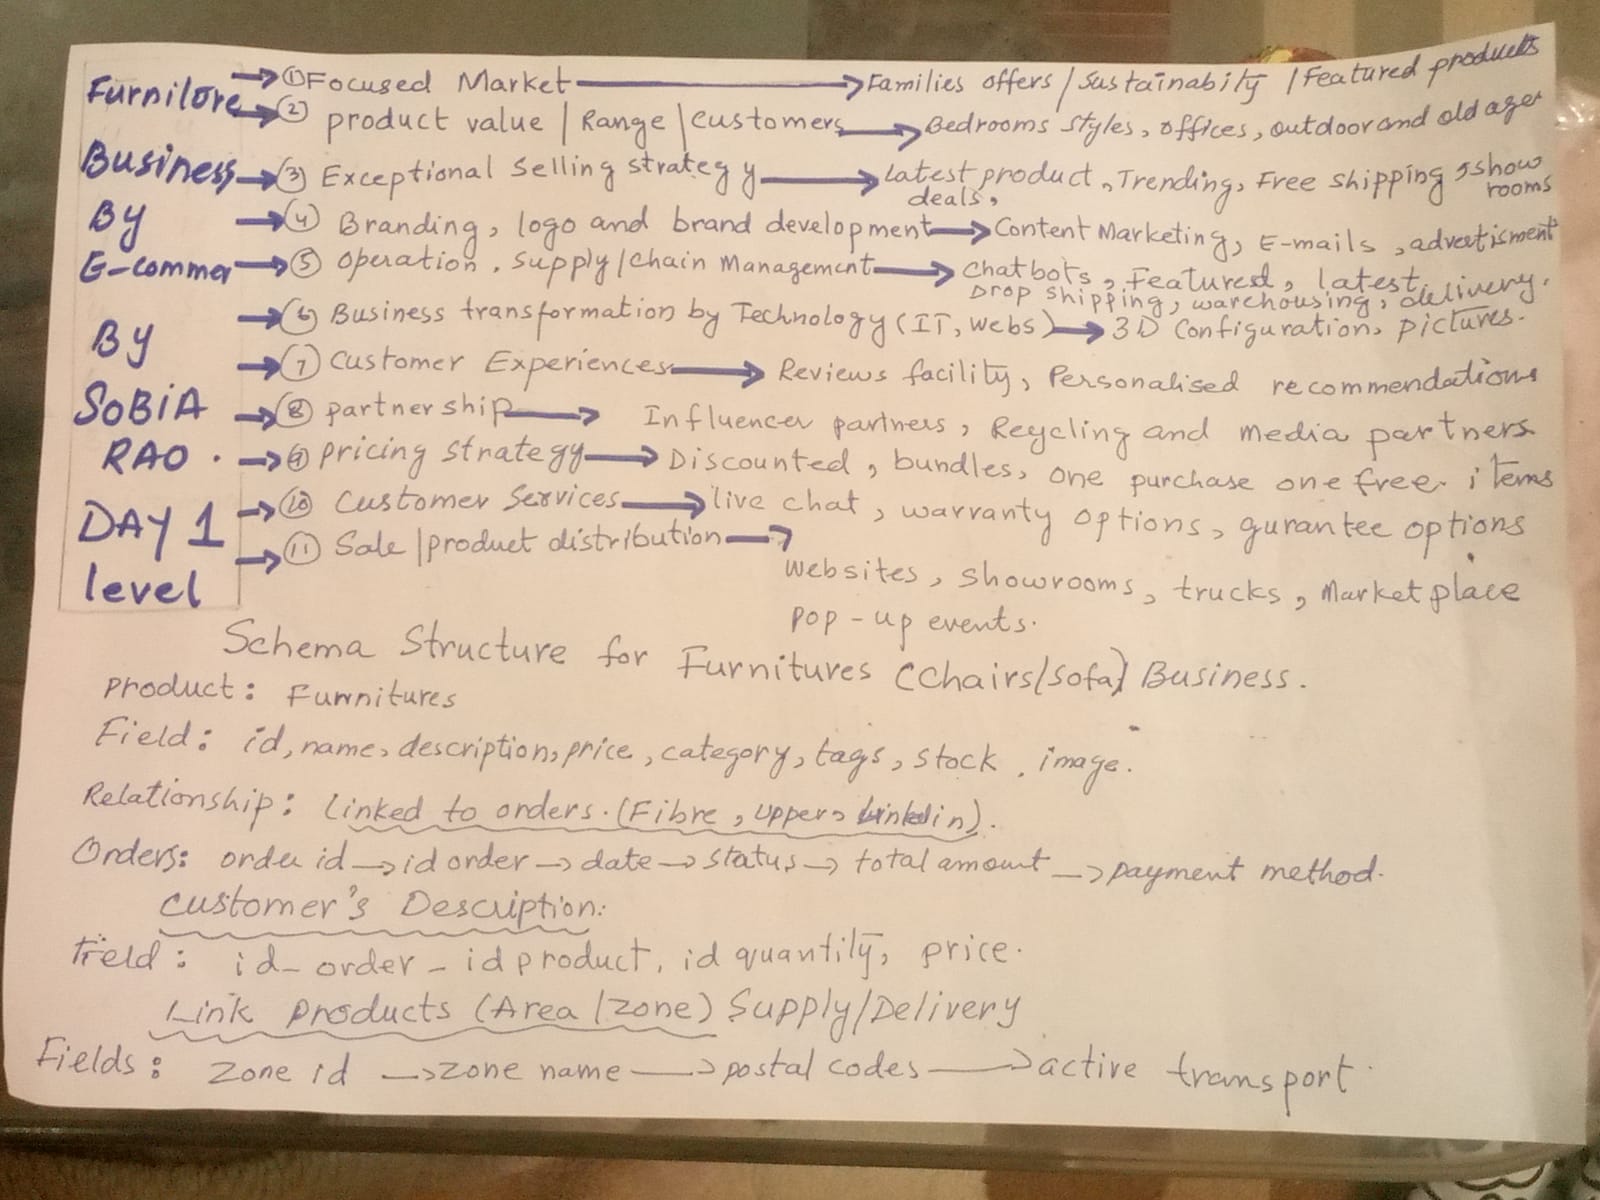 Furnilore
Business
By
E-commer
By
SOBIA
RAO .
DAY 1
level
→ ① Focused Market → Families offers / Sustainabity / Featured products
→ ② product value | Range | customers → Bedrooms styles, offices, outdoor and old ages
→ ③ Exceptional selling strategy → latest product, Trending, Free shipping, show rooms
deals,
→ ④ Branding, logo and brand development → Content Marketing, E-mails, advertisment
→ ⑤ operation, supply/chain Management → chatbots, Featured, latest,
Drop shipping, warehousing, delivery.
→ ⑥ Business transformation by Technology (IT, webs) → 3D Configuration, pictures.
→ ⑦ Customer Experiences → Reviews facility, Personalised recommendations
→ ⑧ partner ship → Influencer partners, Recycling and media partners
→ ⑨ pricing strategy → Discounted, bundles, one purchase one free items
→ ⑩ Customer Services → live chat, warranty options, gurantee options
→ ⑪ Sale | product distribution →
websites, showrooms, trucks, Market place
pop-up events.
Schema Structure for Furnitures (Chairs/Sofa) Business.
Product: Furnitures
Field: id, name, description, price, category, tags, stock, image.
Relationship: linked to orders. (Fibre, upper, linkedin).
Orders: order id → id order → date → status → total amount → payment method.
Customer's Description:
Field: id - order - id product, id quantity, price.
Link products (Area / Zone) Supply/Delivery
Fields: Zone id → zone name → postal codes → active transport